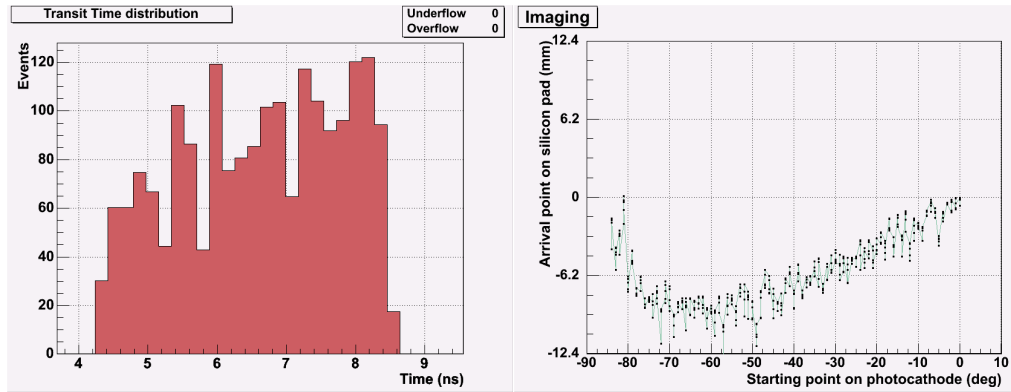 Transit Time distribution
Underflow 0
Overflow 0
Events
120
100
80
60
40
20
0
4 5 6 7 8 9
Time (ns)
Imaging
Arrival point on silicon pad (mm)
12.4
6.2
0
-6.2
-12.4
-90 -80 -70 -60 -50 -40 -30 -20 -10 0 10
Starting point on photocathode (deg)